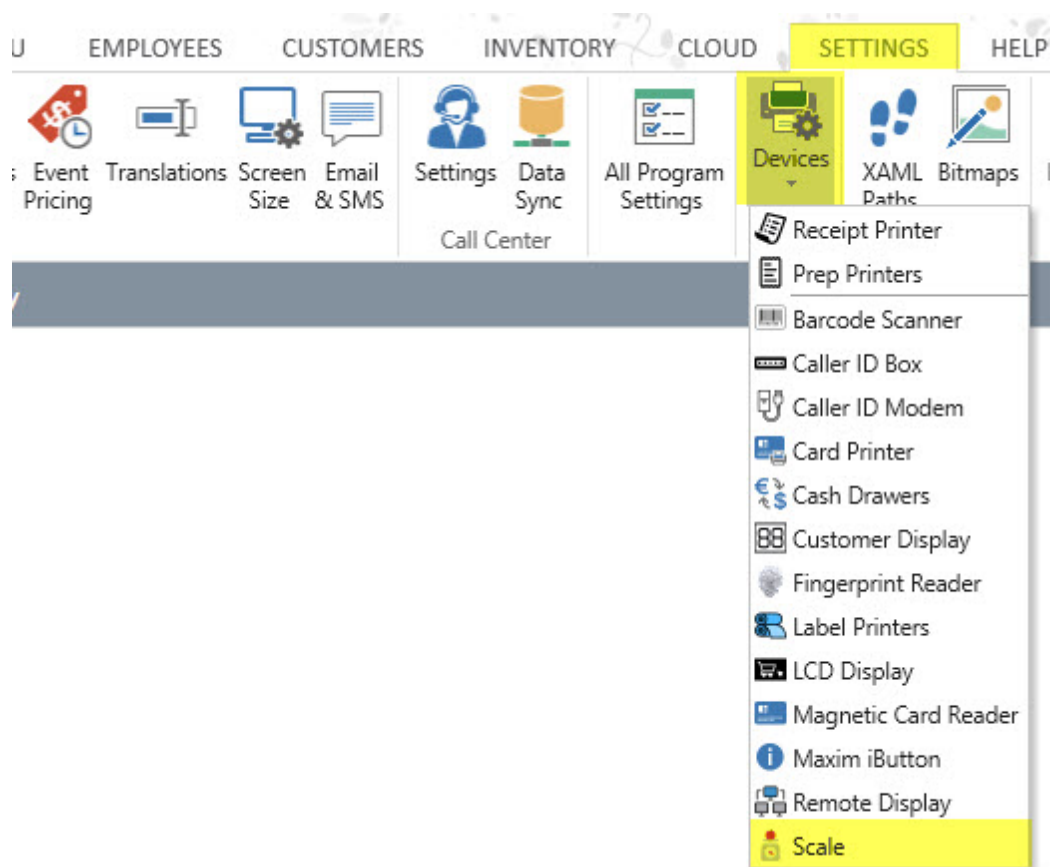 U EMPLOYEES CUSTOMERS INVENTORY CLOUD SETTINGS HELP
s Event Translations Screen Email Settings Data All Program Devices XAML Bitmaps
Pricing Size & SMS Sync Settings Paths
Call Center
y
Receipt Printer
Prep Printers
Barcode Scanner
Caller ID Box
Caller ID Modem
Card Printer
Cash Drawers
Customer Display
Fingerprint Reader
Label Printers
LCD Display
Magnetic Card Reader
Maxim iButton
Remote Display
Scale